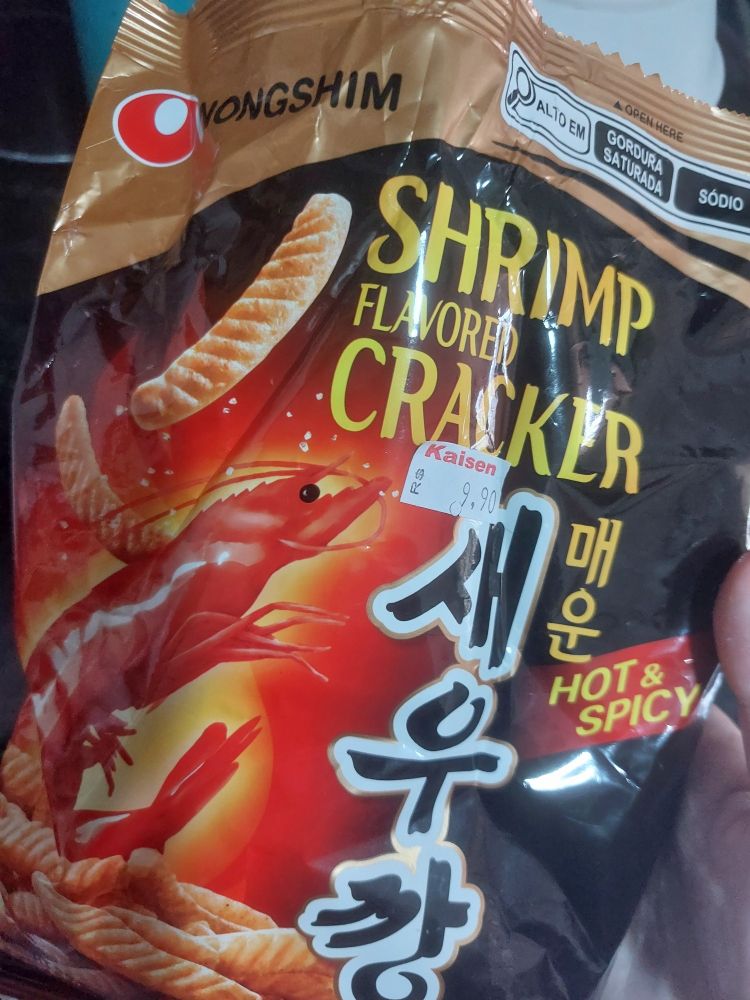 NONGSHIM
▲ OPEN HERE
ALTO EM
GORDURA
SATURADA
SÓDIO
SHRIMP
FLAVORED
CRACKER
Kaisen
R$ 9,90
매운
새우깡
HOT &
SPICY